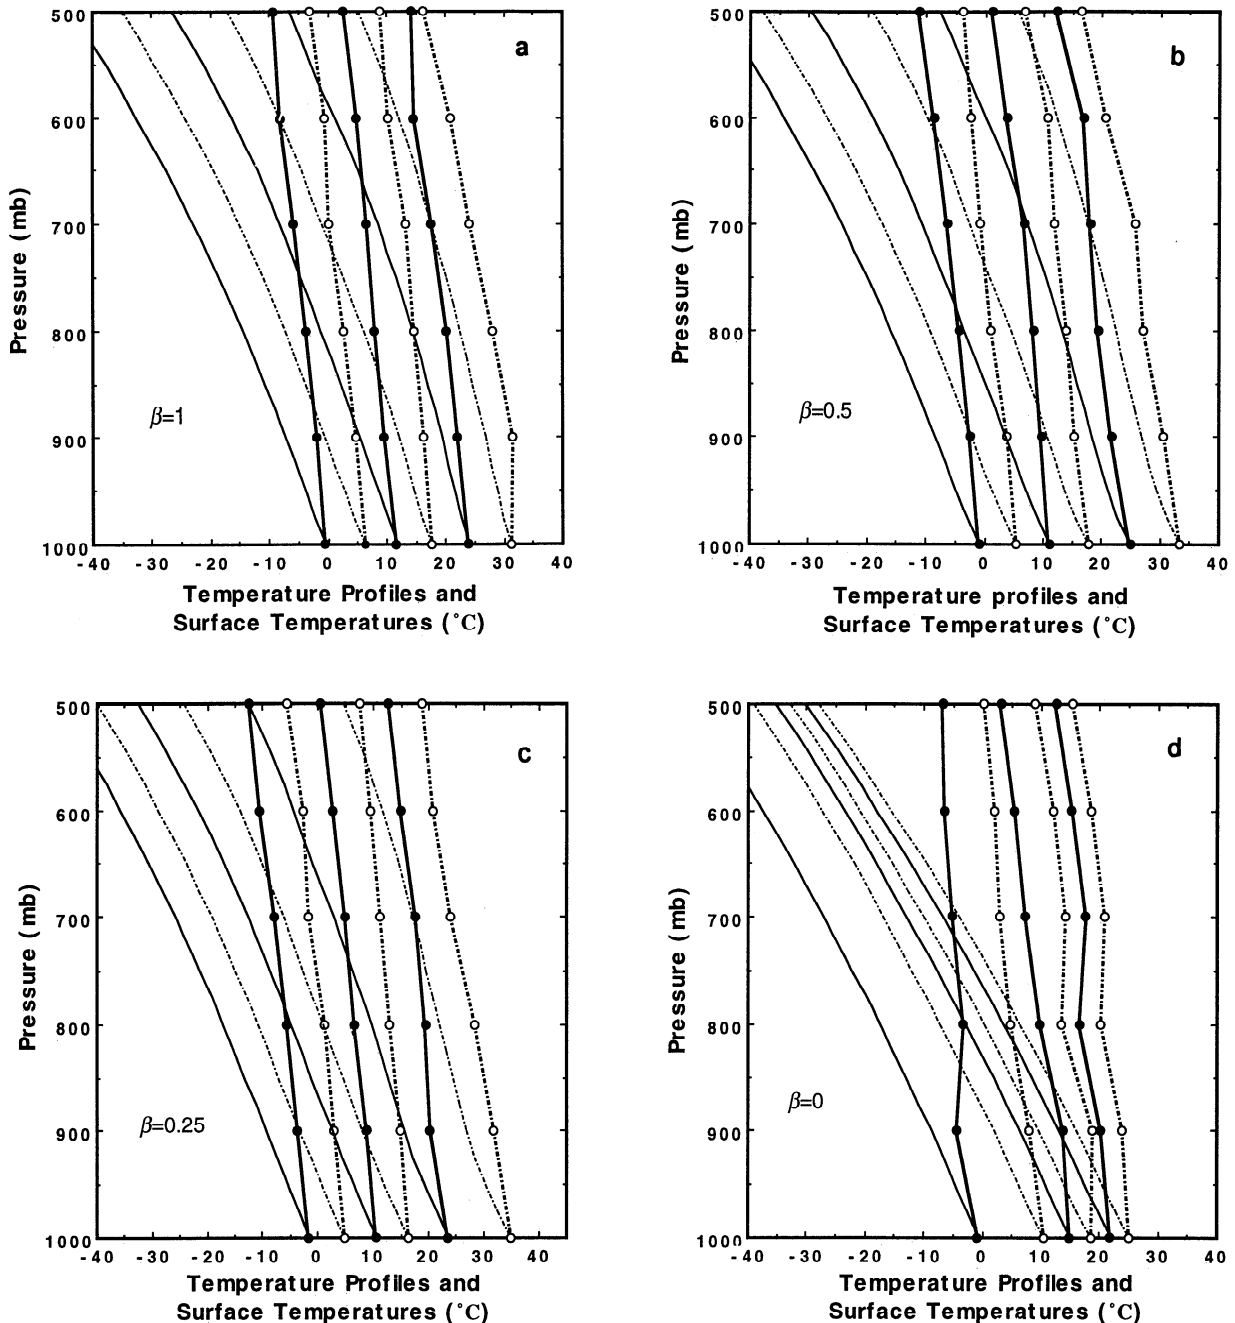 500
600
700
800
900
1000
Pressure (mb)
a
β=1
-40 -30 -20 -10 0 10 20 30 40
Temperature Profiles and
Surface Temperatures (°C)
500
600
700
800
900
1000
Pressure (mb)
b
β=0.5
-40 -30 -20 -10 0 10 20 30 40
Temperature profiles and
Surface Temperatures (°C)
500
600
700
800
900
1000
Pressure (mb)
c
β=0.25
-40 -30 -20 -10 0 10 20 30 40
Temperature Profiles and
Surface Temperatures (°C)
500
600
700
800
900
1000
Pressure (mb)
d
β=0
-40 -30 -20 -10 0 10 20 30 40
Temperature Profiles and
Surface Temperatures (°C)